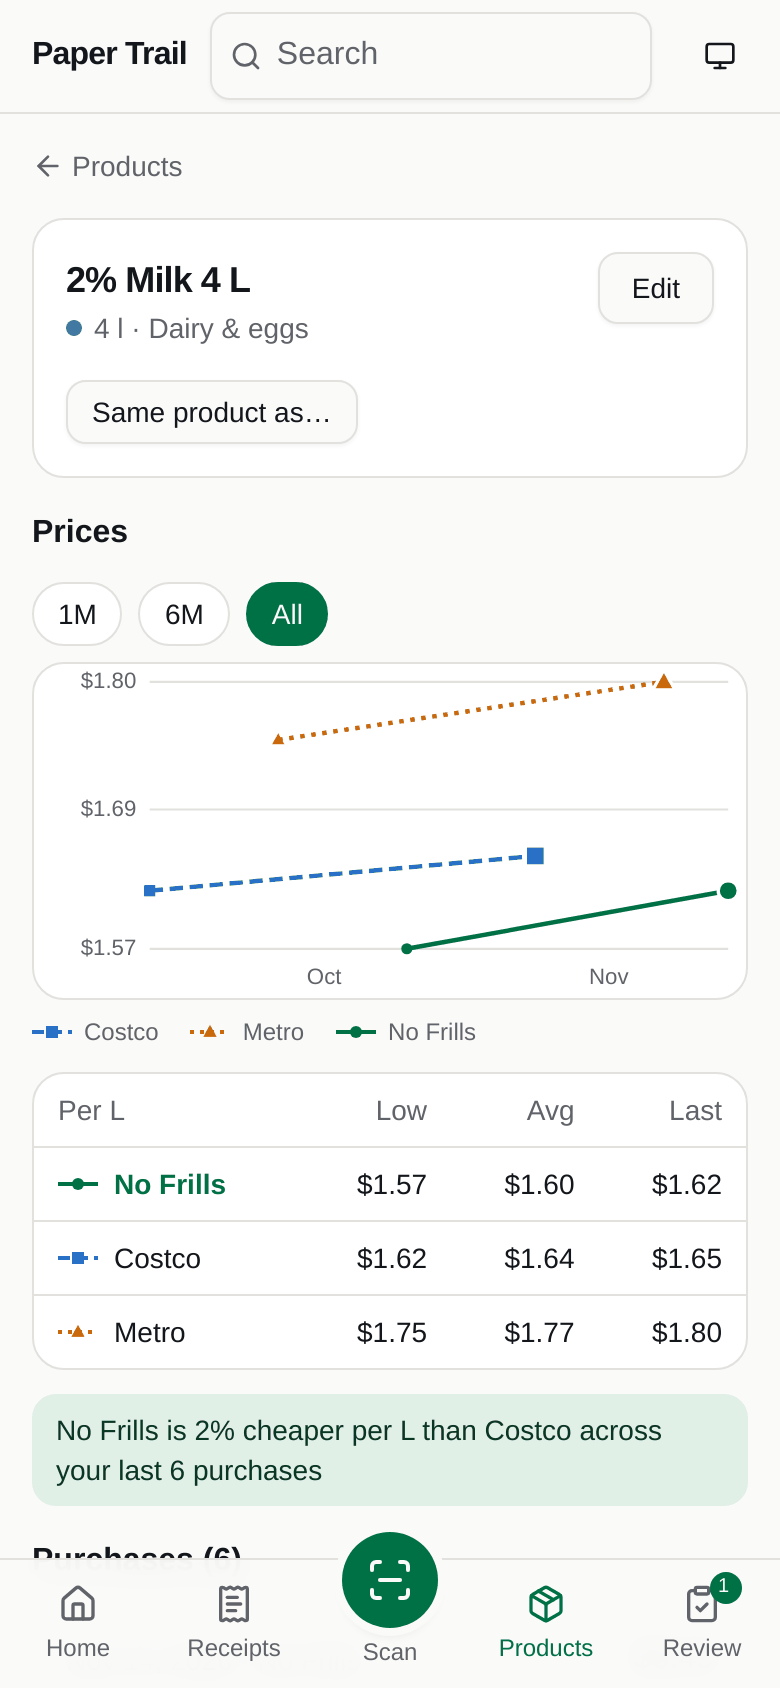 Paper Trail
Search
Products
2% Milk 4 L
Edit
4 l · Dairy & eggs
Same product as…
Prices
1M 6M All
$1.80
$1.69
$1.57
Oct Nov
Costco Metro No Frills
Per L Low Avg Last
No Frills $1.57 $1.60 $1.62
Costco $1.62 $1.64 $1.65
Metro $1.75 $1.77 $1.80
No Frills is 2% cheaper per L than Costco across
your last 6 purchases
Purchases (6)
1
Home Receipts Scan Products Review